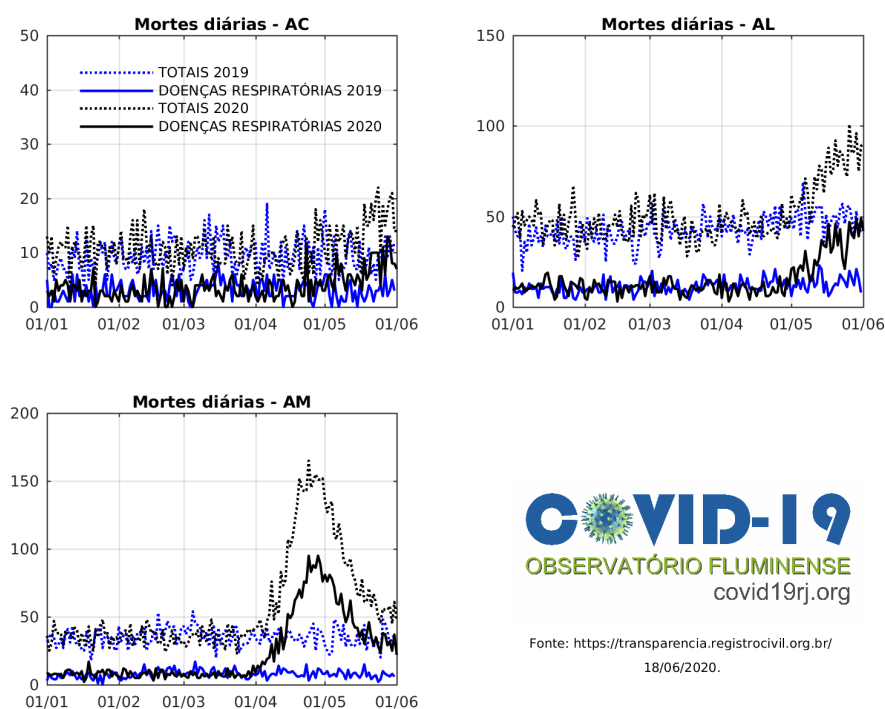 Mortes diárias - AC
50
40
30
20
10
0
TOTAIS 2019
DOENÇAS RESPIRATÓRIAS 2019
TOTAIS 2020
DOENÇAS RESPIRATÓRIAS 2020
01/01 01/02 01/03 01/04 01/05 01/06
Mortes diárias - AL
150
100
50
0
01/01 01/02 01/03 01/04 01/05 01/06
Mortes diárias - AM
200
150
100
50
0
01/01 01/02 01/03 01/04 01/05 01/06
COVID-19
OBSERVATÓRIO FLUMINENSE
covid19rj.org
Fonte: https://transparencia.registrocivil.org.br/
18/06/2020.